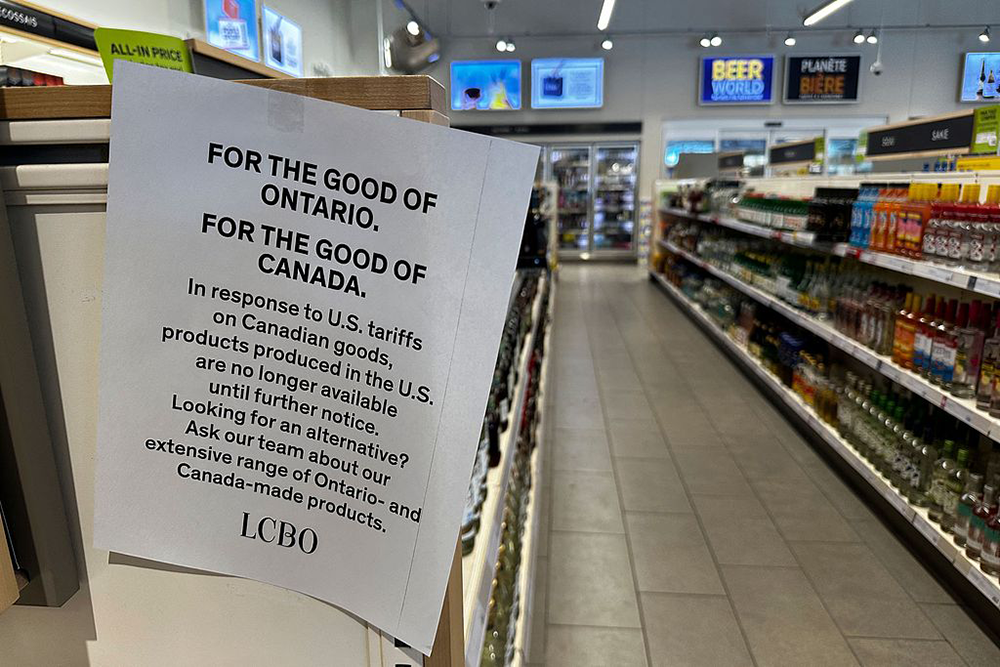 ÉCOSSAIS
ALL-IN PRICE
BEER
WORLD
PLANÈTE
BIÈRE
SAKE
FOR THE GOOD OF
ONTARIO.
FOR THE GOOD OF
CANADA.
In response to U.S. tariffs
on Canadian goods,
products produced in the U.S.
are no longer available
until further notice.
Looking for an alternative?
Ask our team about our
extensive range of Ontario- and
Canada-made products.
LCBO